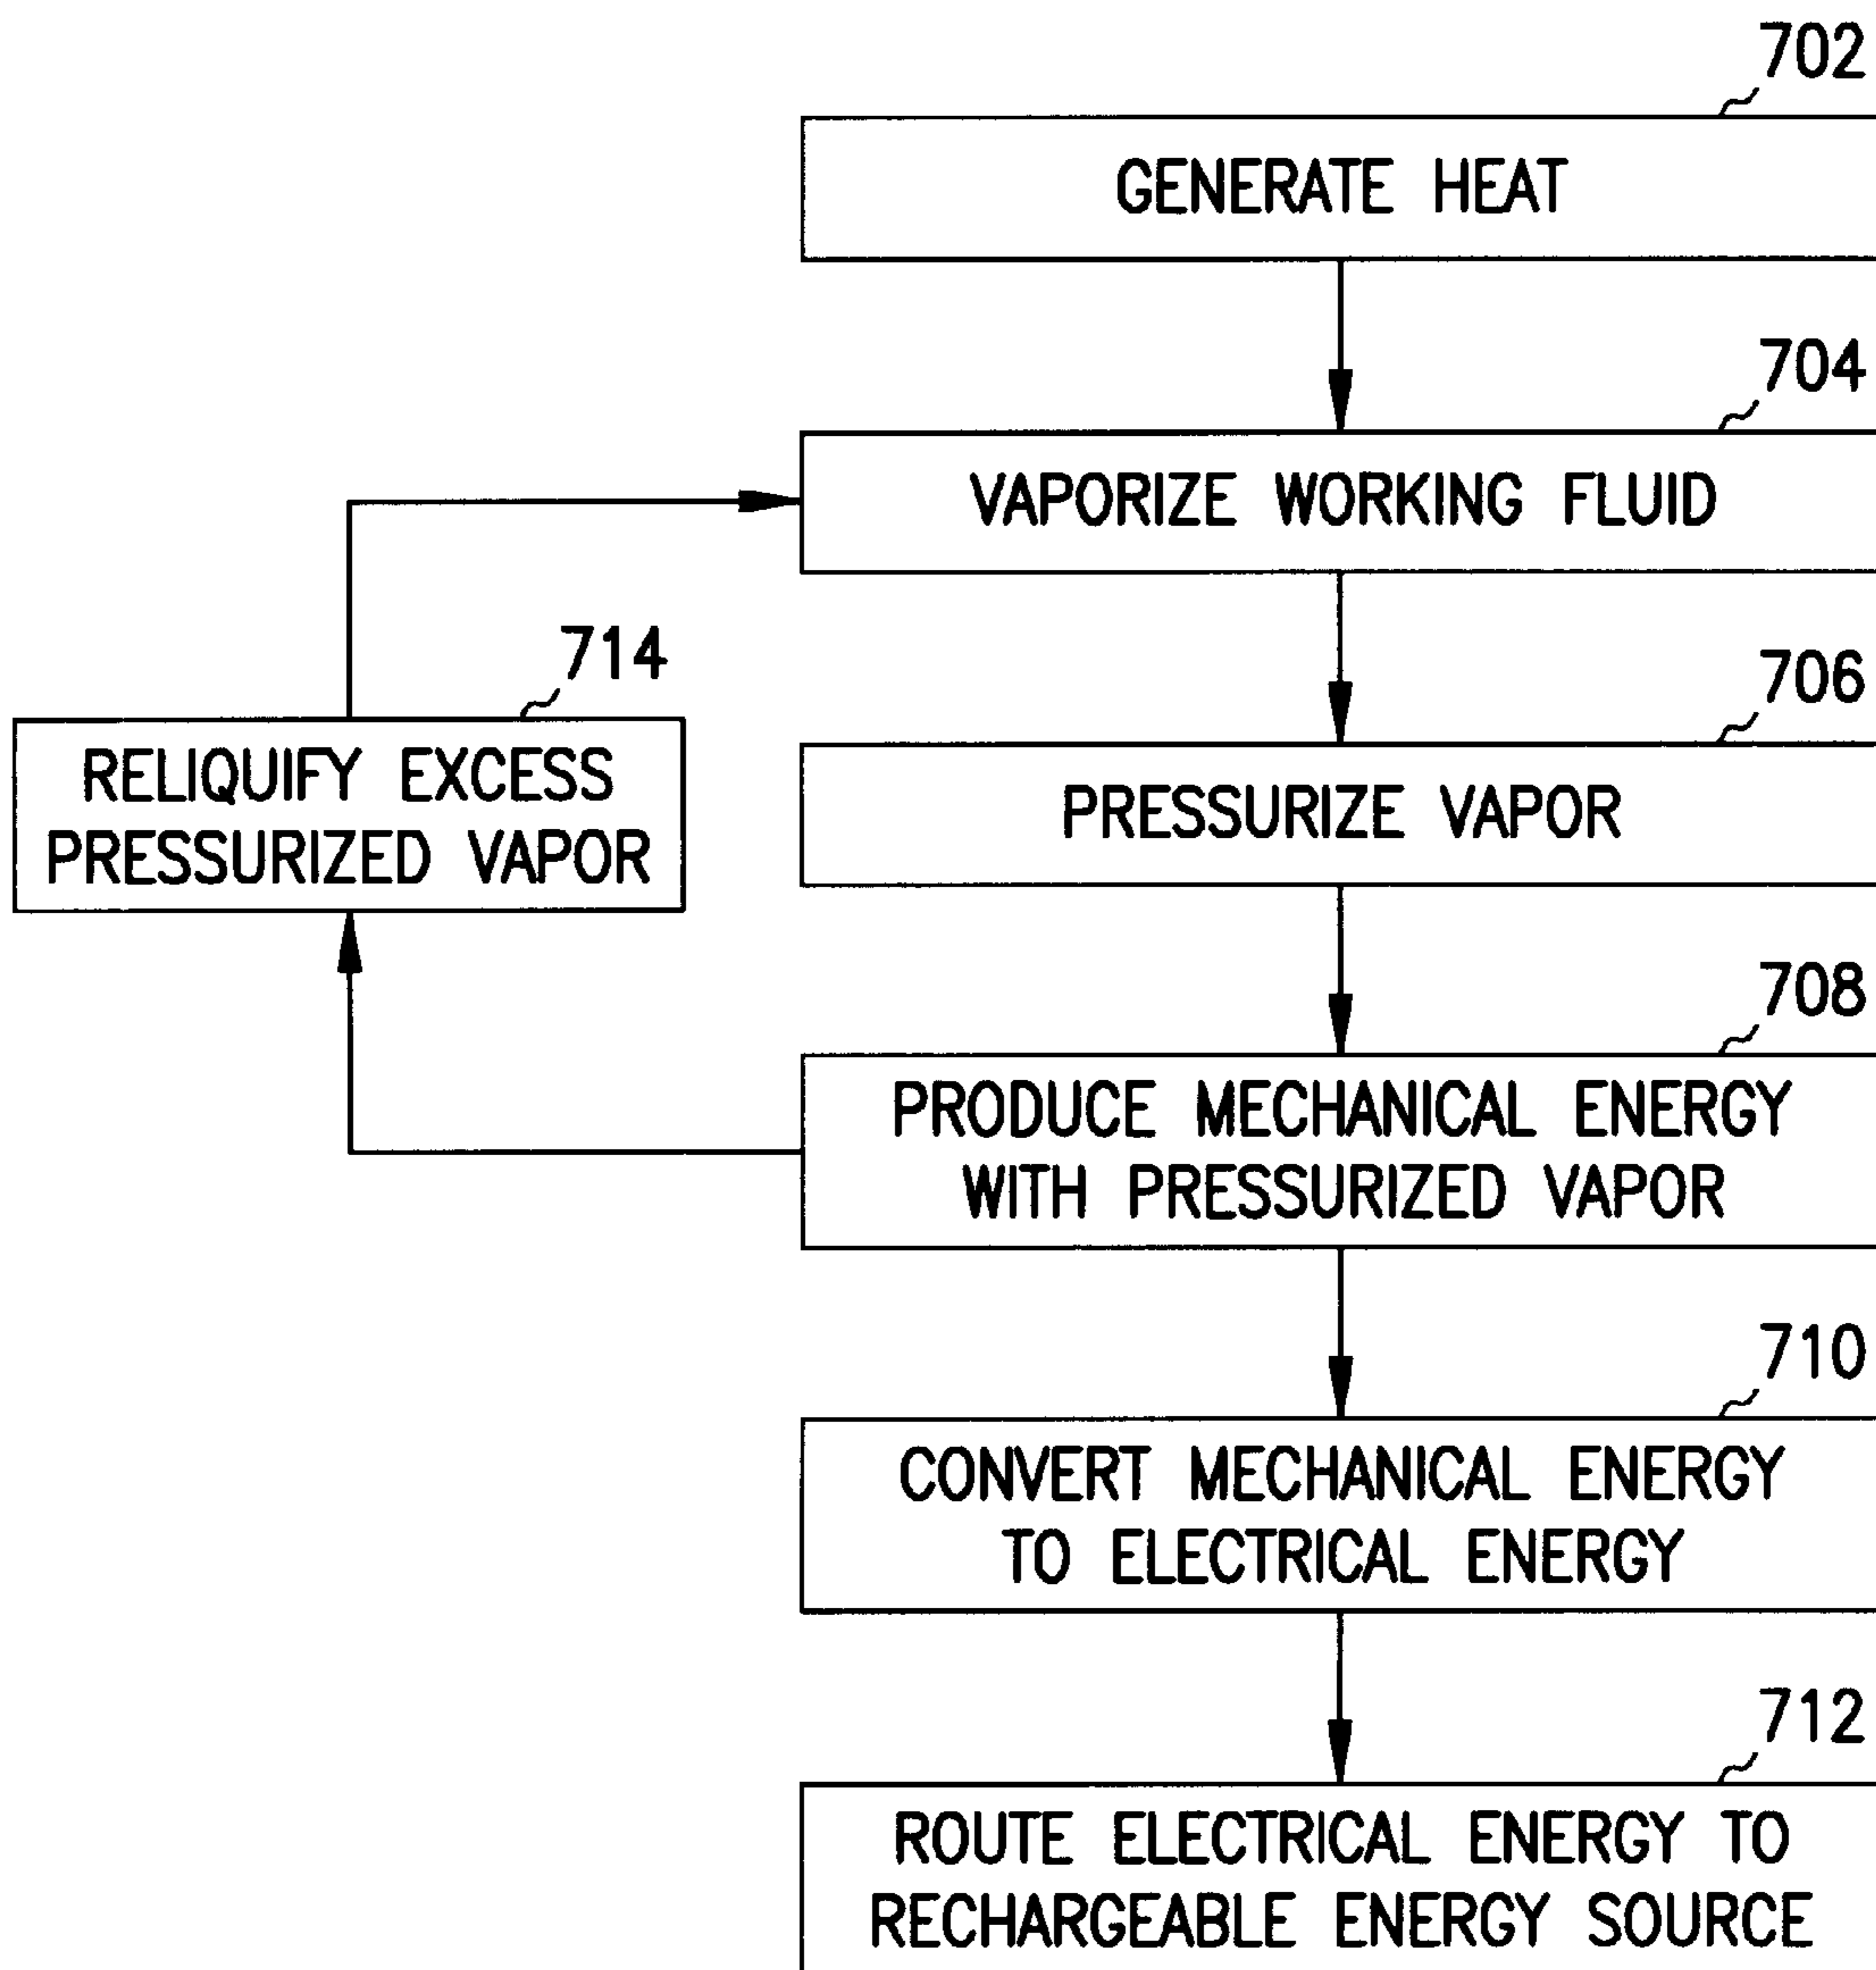 702
GENERATE HEAT
704
VAPORIZE WORKING FLUID
714
RELIQUIFY EXCESS
PRESSURIZED VAPOR
706
PRESSURIZE VAPOR
708
PRODUCE MECHANICAL ENERGY
WITH PRESSURIZED VAPOR
710
CONVERT MECHANICAL ENERGY
TO ELECTRICAL ENERGY
712
ROUTE ELECTRICAL ENERGY TO
RECHARGEABLE ENERGY SOURCE